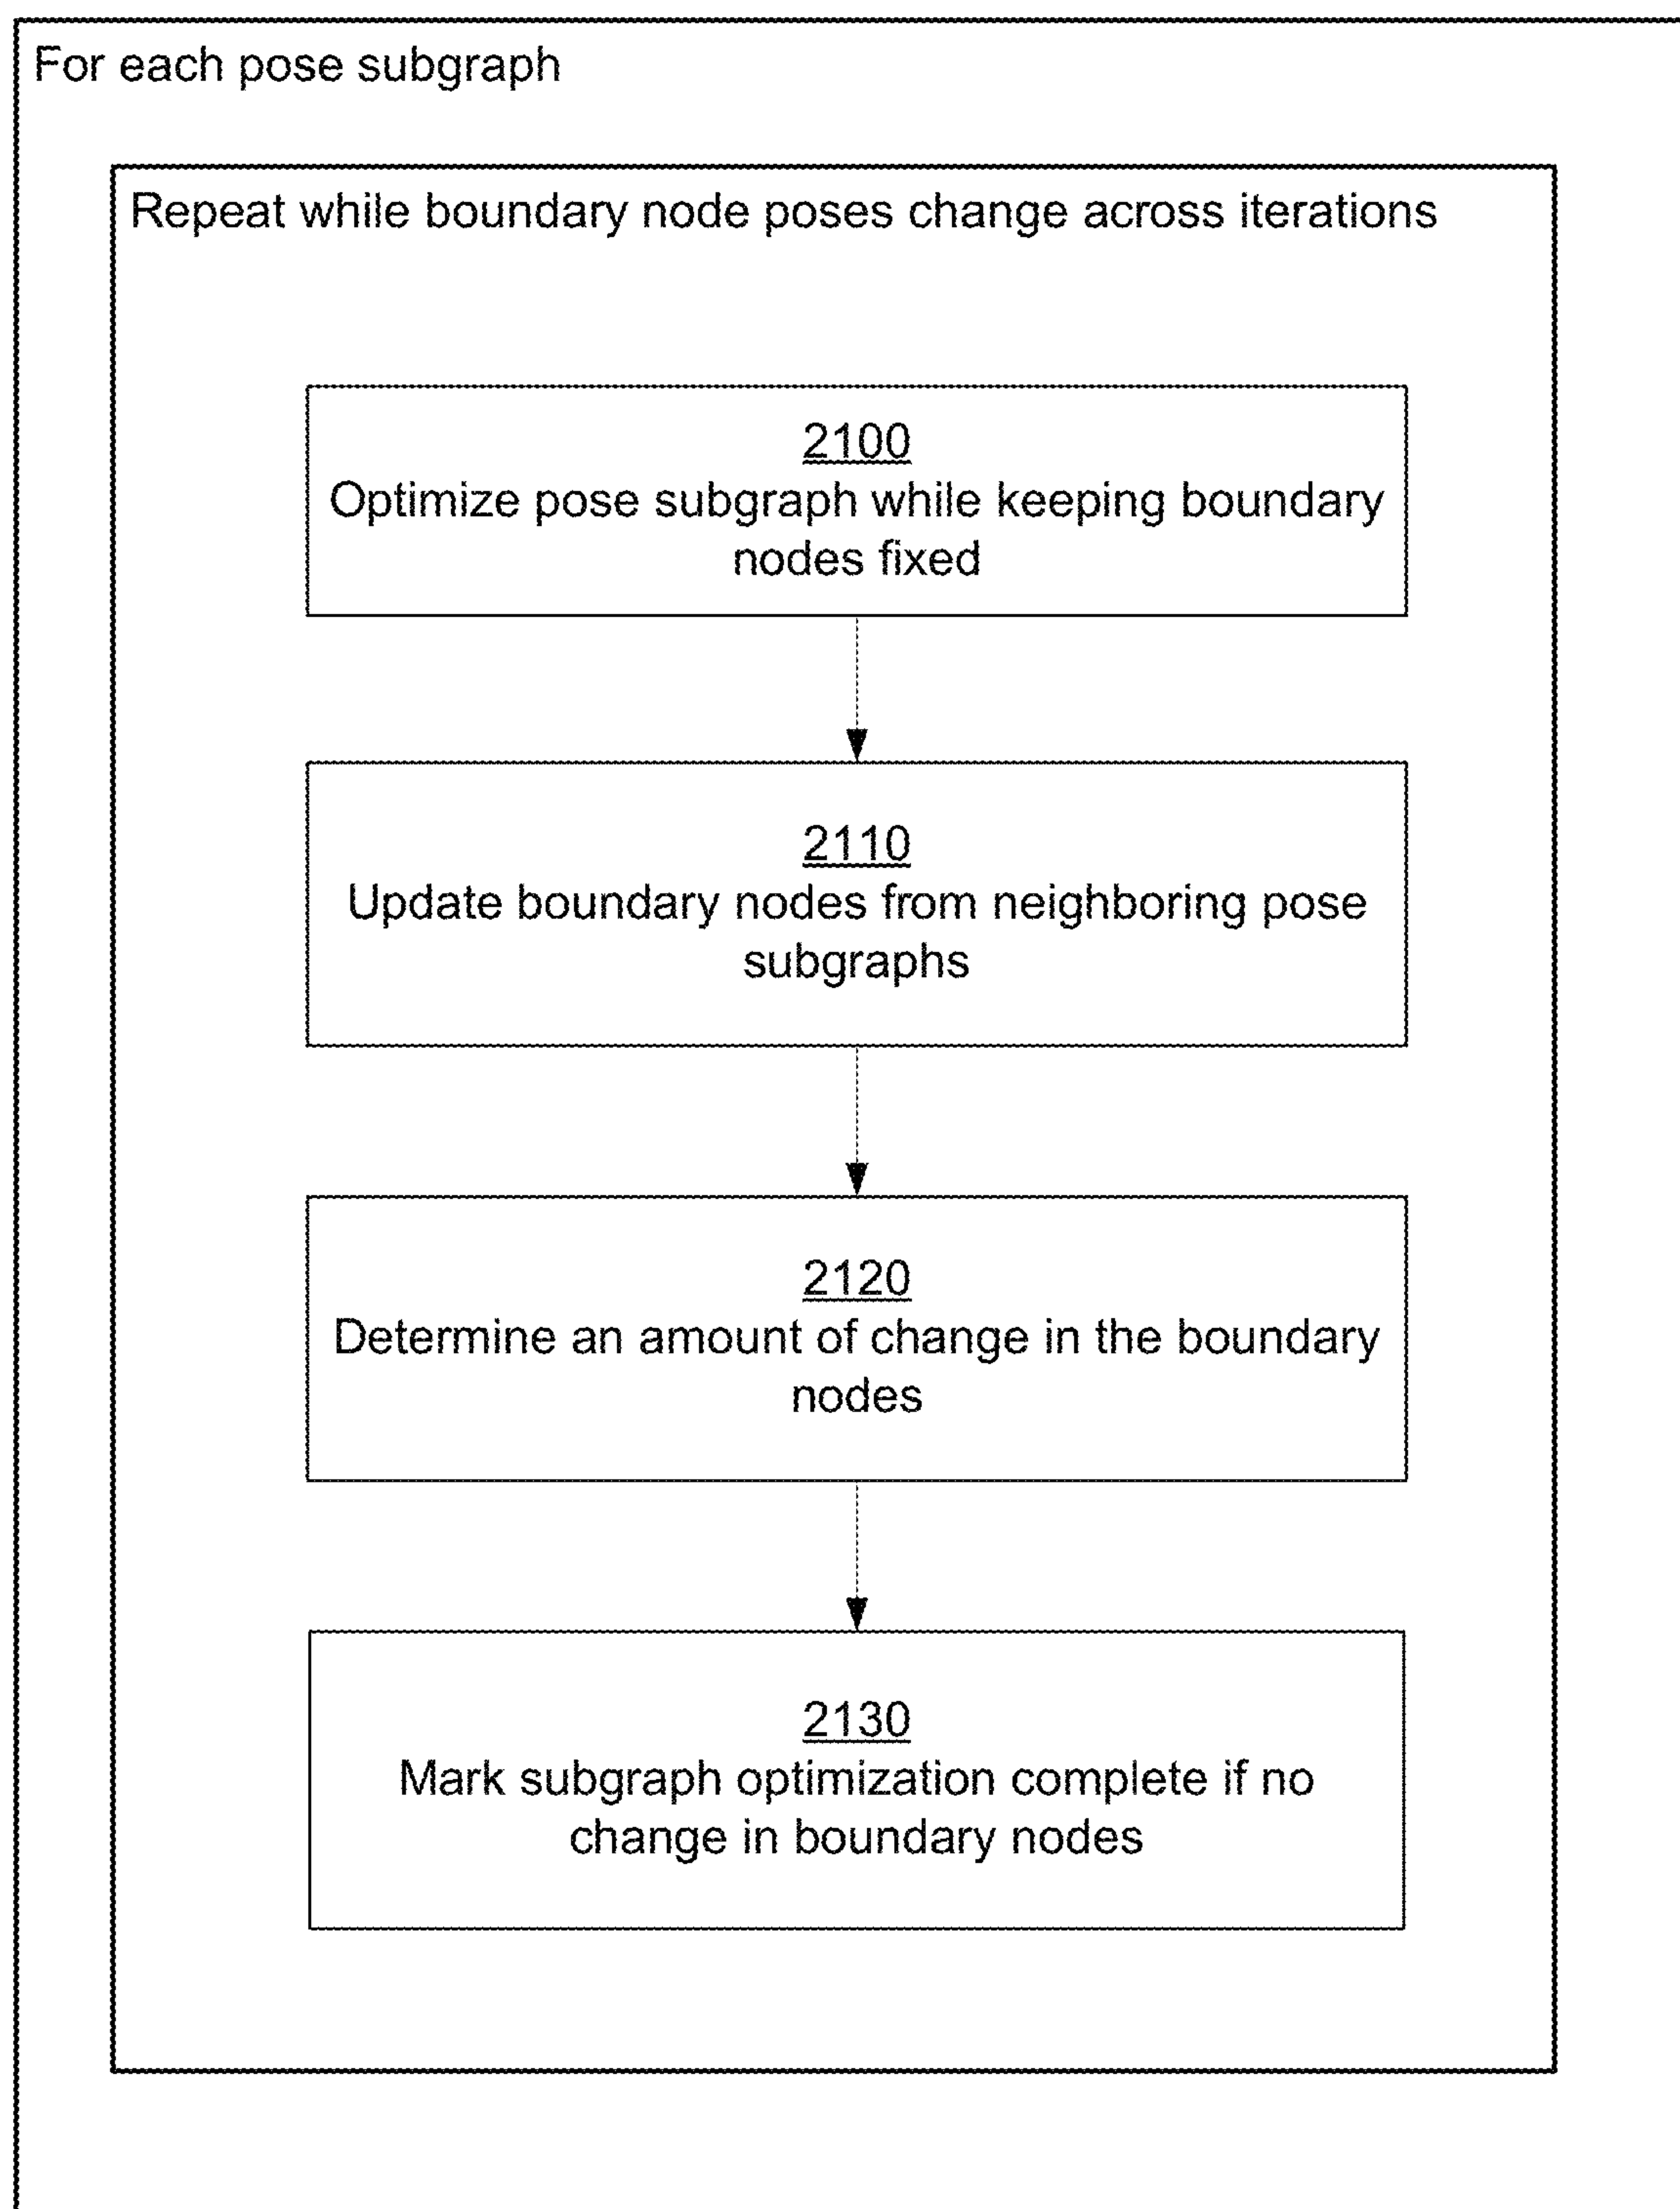 For each pose subgraph
Repeat while boundary node poses change across iterations
2100
Optimize pose subgraph while keeping boundary
nodes fixed
2110
Update boundary nodes from neighboring pose
subgraphs
2120
Determine an amount of change in the boundary
nodes
2130
Mark subgraph optimization complete if no
change in boundary nodes